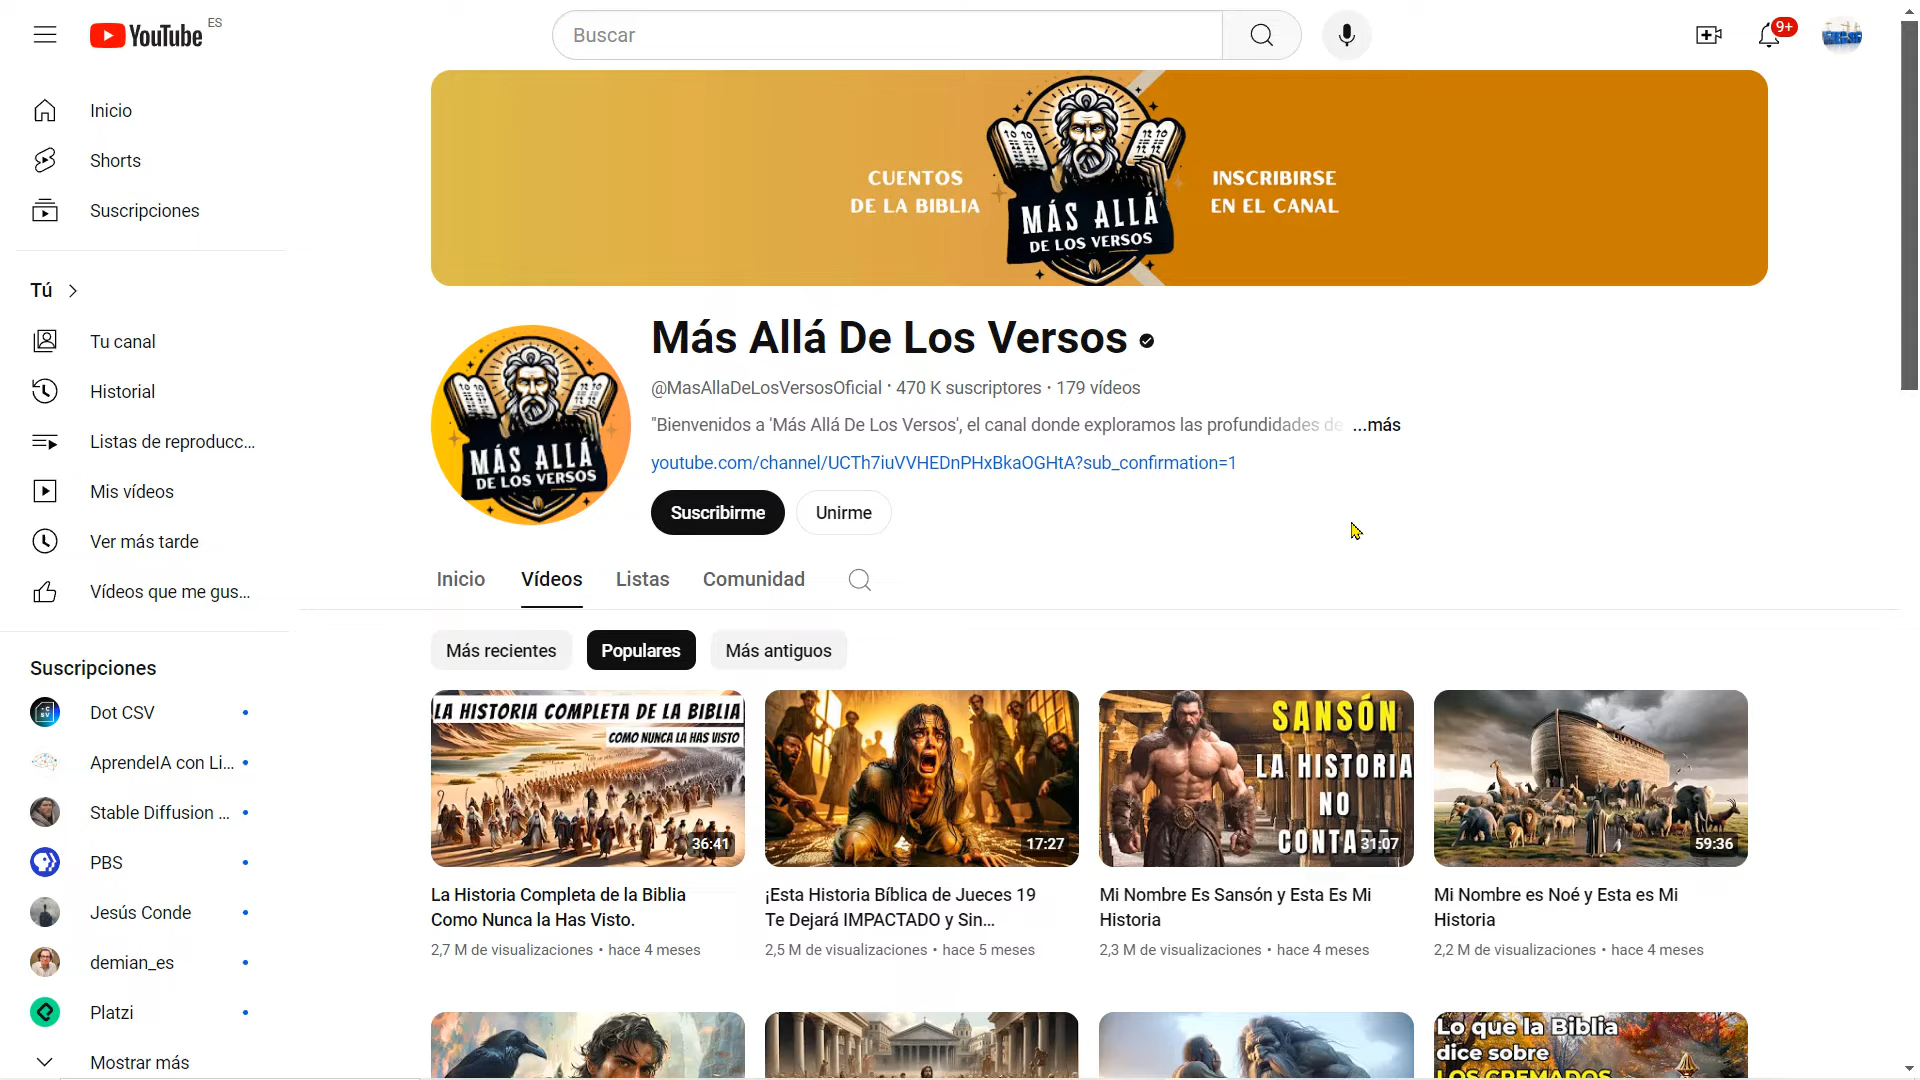 YouTube ES
Buscar
9+
Inicio
Shorts
Suscripciones
Tú
Tu canal
Historial
Listas de reproducc...
Mis vídeos
Ver más tarde
Vídeos que me gus...
Suscripciones
Dot CSV
AprendeIA con Li...
Stable Diffusion ...
PBS
Jesús Conde
demian_es
Platzi
Mostrar más
CUENTOS
DE LA BIBLIA
MÁS ALLÁ
DE LOS VERSOS
INSCRIBIRSE
EN EL CANAL
MÁS ALLÁ
DE LOS VERSOS
Más Allá De Los Versos
@MasAllaDeLosVersosOficial · 470 K suscriptores · 179 vídeos
"Bienvenidos a 'Más Allá De Los Versos', el canal donde exploramos las profundidades de ...más
youtube.com/channel/UCTh7iuVVHEDnPHxBkaOGHtA?sub_confirmation=1
Suscribirme
Unirme
Inicio
Vídeos
Listas
Comunidad
Más recientes
Populares
Más antiguos
LA HISTORIA COMPLETA DE LA BIBLIA
COMO NUNCA LA HAS VISTO
36:41
La Historia Completa de la Biblia
Como Nunca la Has Visto.
2,7 M de visualizaciones · hace 4 meses
17:27
¡Esta Historia Bíblica de Jueces 19
Te Dejará IMPACTADO y Sin...
2,5 M de visualizaciones · hace 5 meses
SANSÓN
LA HISTORIA
NO
31:07
Mi Nombre Es Sansón y Esta Es Mi
Historia
2,3 M de visualizaciones · hace 4 meses
59:36
Mi Nombre es Noé y Esta es Mi
Historia
2,2 M de visualizaciones · hace 4 meses
Lo que la Biblia
dice sobre
LOS CREMADOS